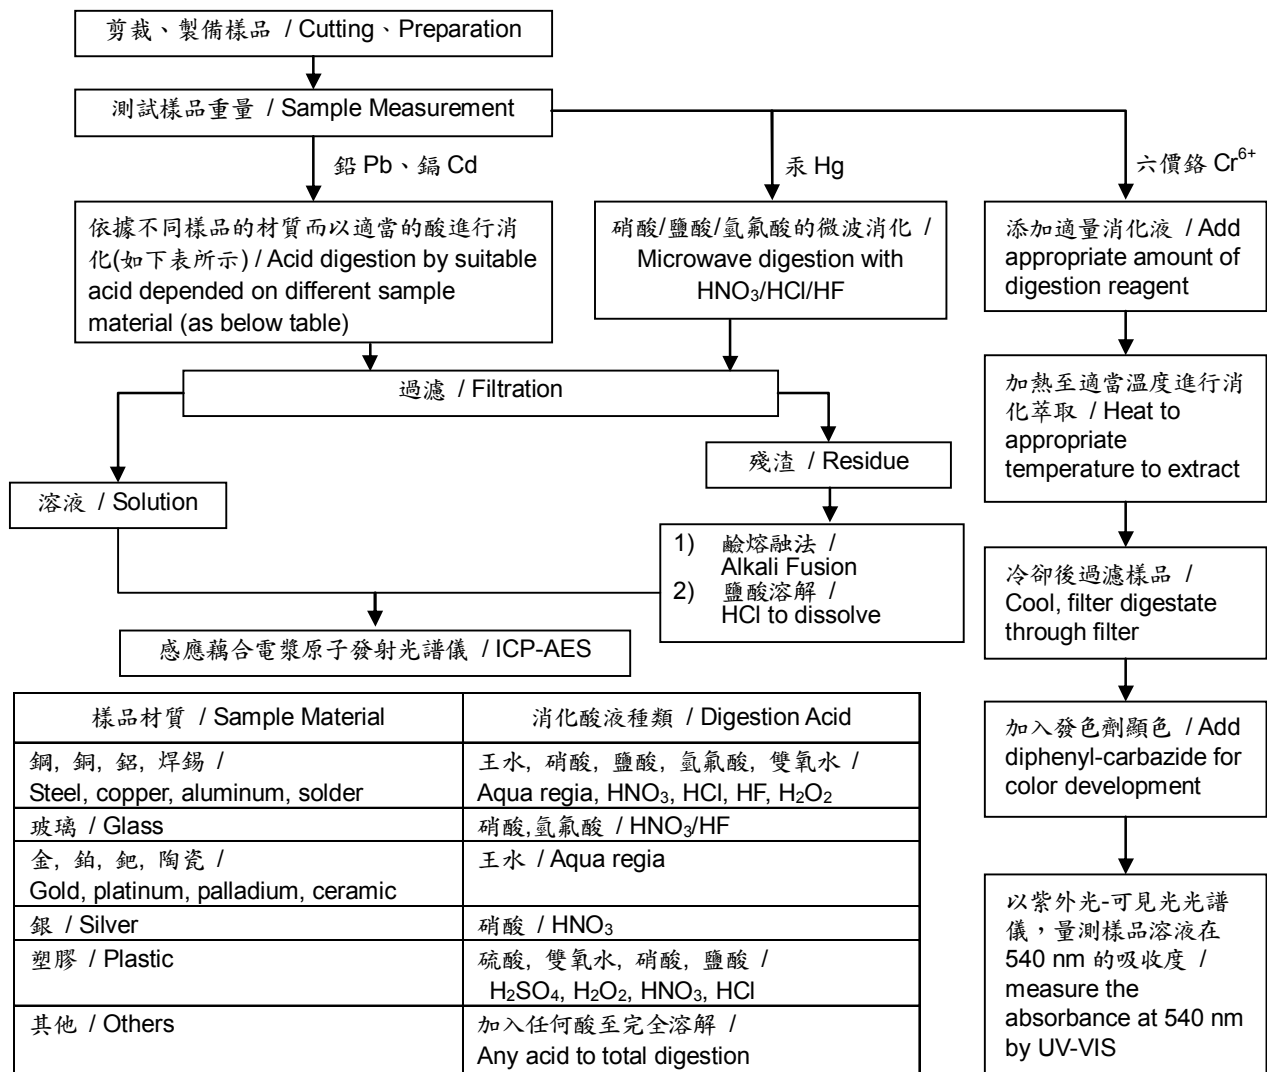 剪裁、製備樣品 / Cutting、Preparation
測試樣品重量 / Sample Measurement
鉛 Pb、鎘 Cd
汞 Hg
六價鉻 Cr⁶⁺
依據不同樣品的材質而以適當的酸進行消
化(如下表所示) / Acid digestion by suitable
acid depended on different sample
material (as below table)
硝酸/鹽酸/氫氟酸的微波消化 /
Microwave digestion with
HNO₃/HCl/HF
添加適量消化液 / Add
appropriate amount of
digestion reagent
過濾 / Filtration
加熱至適當溫度進行消
化萃取 / Heat to
appropriate
temperature to extract
殘渣 / Residue
溶液 / Solution
1) 鹼熔融法 /
Alkali Fusion
2) 鹽酸溶解 /
HCl to dissolve
冷卻後過濾樣品 /
Cool, filter digestate
through filter
感應藕合電漿原子發射光譜儀 / ICP-AES
加入發色劑顯色 / Add
diphenyl-carbazide for
color development
以紫外光-可見光光譜
儀，量測樣品溶液在
540 nm 的吸收度 /
measure the
absorbance at 540 nm
by UV-VIS
樣品材質 / Sample Material
消化酸液種類 / Digestion Acid
鋼, 銅, 鋁, 焊錫 /
Steel, copper, aluminum, solder
王水, 硝酸, 鹽酸, 氫氟酸, 雙氧水 /
Aqua regia, HNO₃, HCl, HF, H₂O₂
玻璃 / Glass
硝酸,氫氟酸 / HNO₃/HF
金, 鉑, 鈀, 陶瓷 /
Gold, platinum, palladium, ceramic
王水 / Aqua regia
銀 / Silver
硝酸 / HNO₃
塑膠 / Plastic
硫酸, 雙氧水, 硝酸, 鹽酸 /
H₂SO₄, H₂O₂, HNO₃, HCl
其他 / Others
加入任何酸至完全溶解 /
Any acid to total digestion